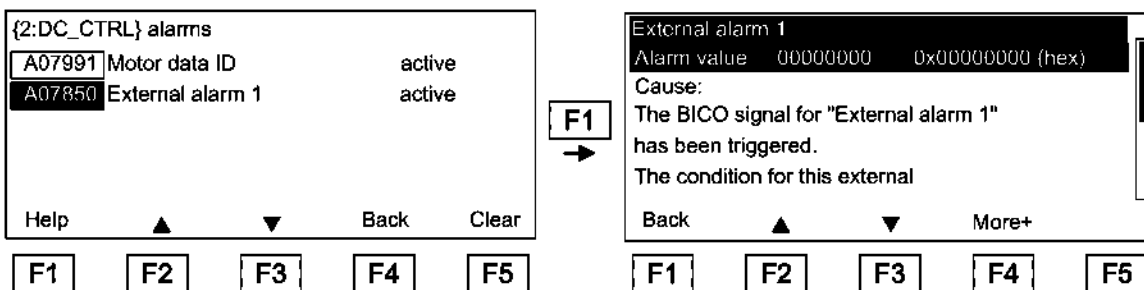 {2:DC_CTRL} alarms
A07991 Motor data ID active
A07850 External alarm 1 active
Help ▲ ▼ Back Clear
F1 F2 F3 F4 F5
F1
→
External alarm 1
Alarm value 00000000 0x00000000 (hex)
Cause:
The BICO signal for "External alarm 1"
has been triggered.
The condition for this external
Back ▲ ▼ More+
F1 F2 F3 F4 F5